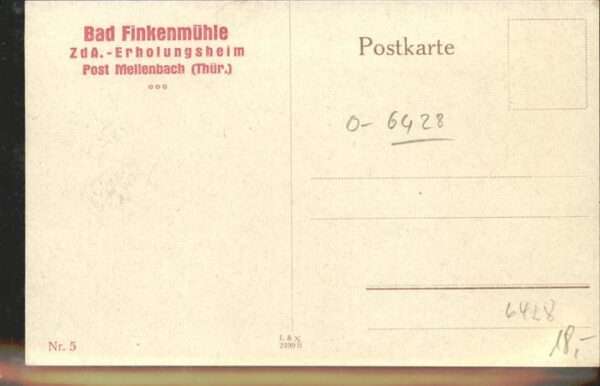 Bad Finkenmühle
ZdA.-Erholungsheim
Post Mellenbach (Thür.)
Postkarte
O- 6428
6428
18,-
Nr. 5